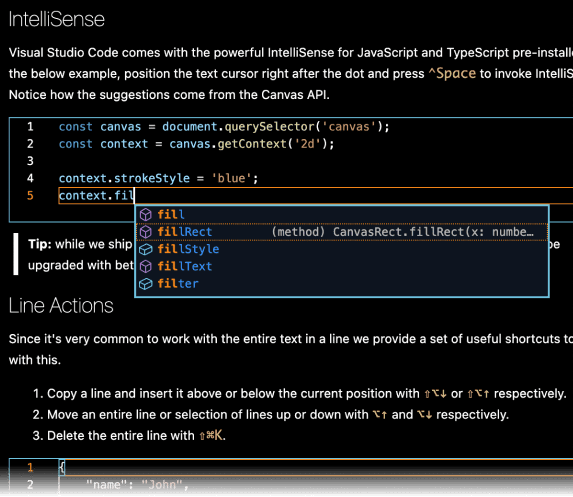 IntelliSense
Visual Studio Code comes with the powerful IntelliSense for JavaScript and TypeScript pre-installe
the below example, position the text cursor right after the dot and press ⌃Space to invoke IntelliS
Notice how the suggestions come from the Canvas API.
1 const canvas = document.querySelector('canvas');
2 const context = canvas.getContext('2d');
3
4 context.strokeStyle = 'blue';
5 context.fil
fill
fillRect (method) CanvasRect.fillRect(x: numbe…
fillStyle
fillText
filter
Tip: while we ship be
upgraded with bet
Line Actions
Since it's very common to work with the entire text in a line we provide a set of useful shortcuts to
with this.
1. Copy a line and insert it above or below the current position with ⇧⌥↓ or ⇧⌥↑ respectively.
2. Move an entire line or selection of lines up or down with ⌥↑ and ⌥↓ respectively.
3. Delete the entire line with ⇧⌘K.
1 {
2 "name": "John",